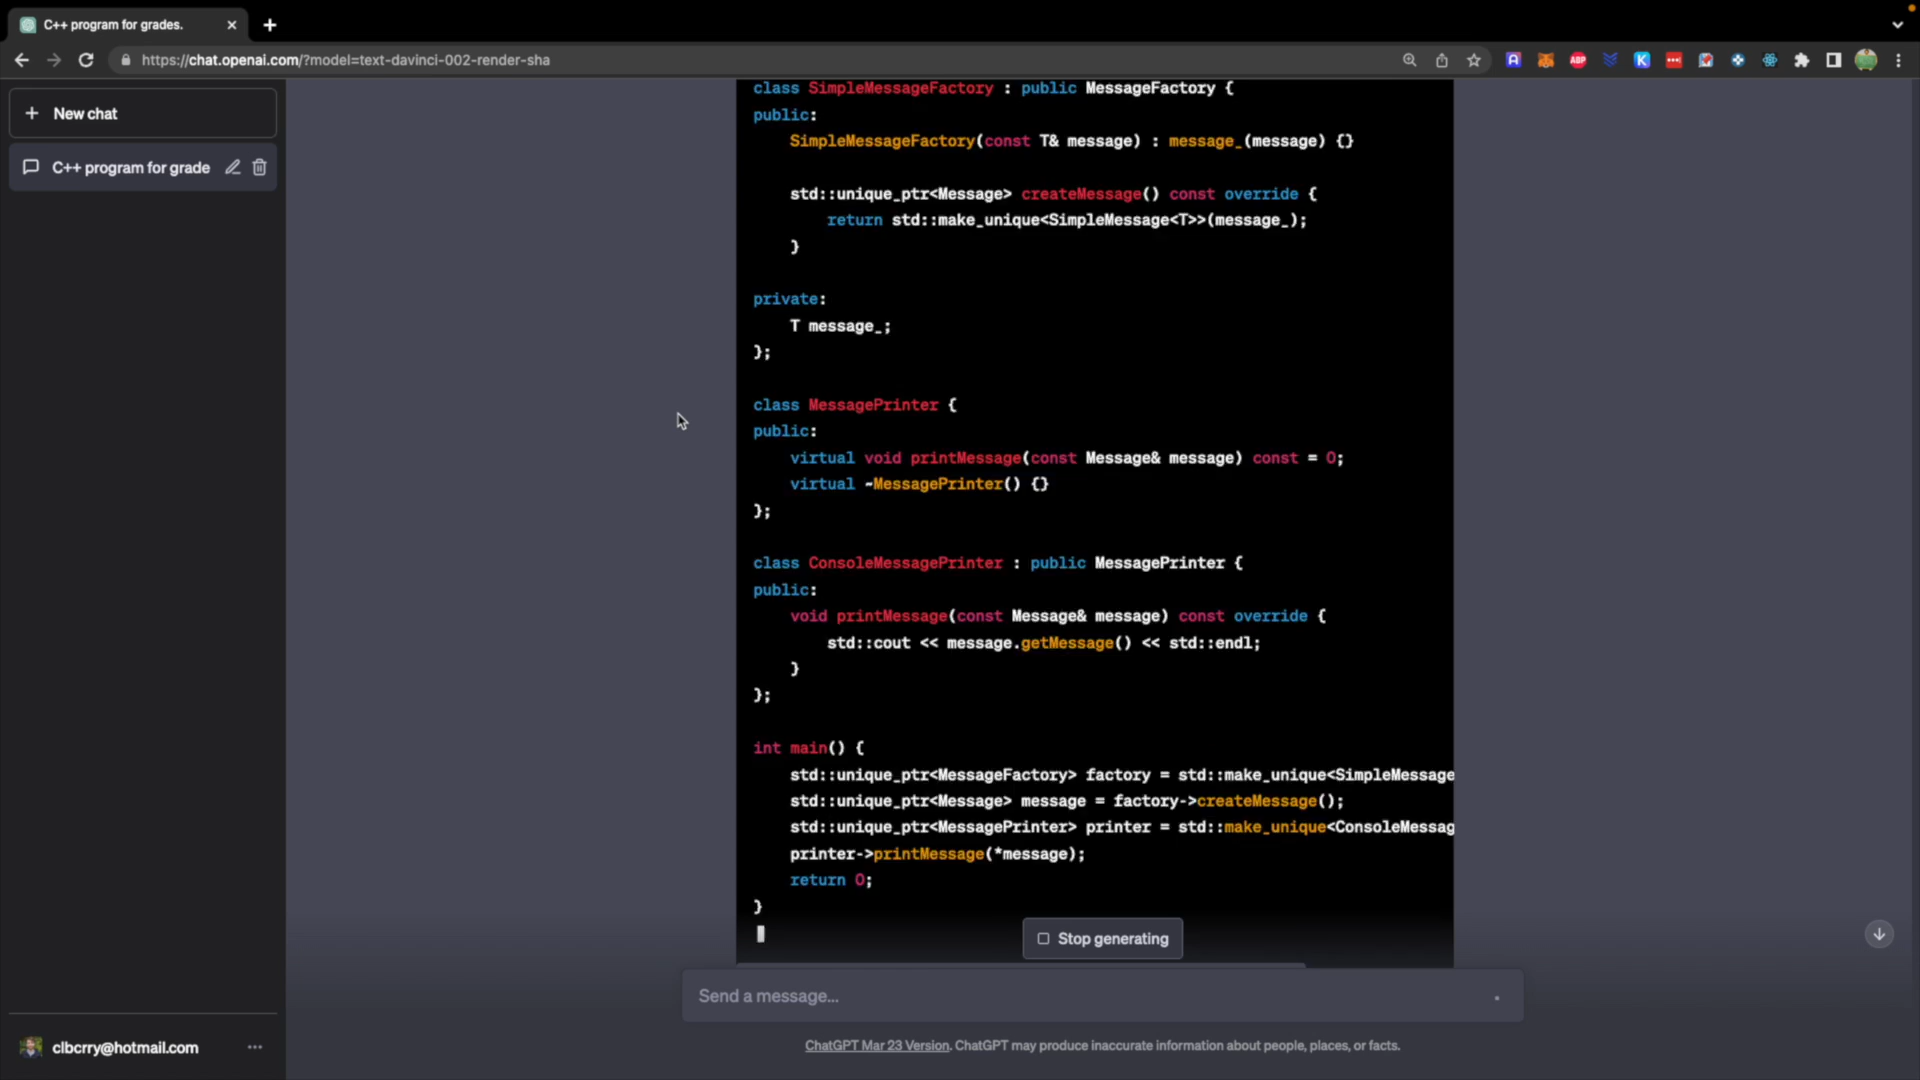 C++ program for grades.
https://chat.openai.com/?model=text-davinci-002-render-sha
ABP
K
New chat
C++ program for grade
class SimpleMessageFactory : public MessageFactory {
public:
SimpleMessageFactory(const T& message) : message_(message) {}
std::unique_ptr<Message> createMessage() const override {
return std::make_unique<SimpleMessage<T>>(message_);
}
private:
T message_;
};
class MessagePrinter {
public:
virtual void printMessage(const Message& message) const = 0;
virtual ~MessagePrinter() {}
};
class ConsoleMessagePrinter : public MessagePrinter {
public:
void printMessage(const Message& message) const override {
std::cout << message.getMessage() << std::endl;
}
};
int main() {
std::unique_ptr<MessageFactory> factory = std::make_unique<SimpleMessage
std::unique_ptr<Message> message = factory->createMessage();
std::unique_ptr<MessagePrinter> printer = std::make_unique<ConsoleMessag
printer->printMessage(*message);
return 0;
}
Stop generating
Send a message...
clbcrry@hotmail.com
ChatGPT Mar 23 Version. ChatGPT may produce inaccurate information about people, places, or facts.